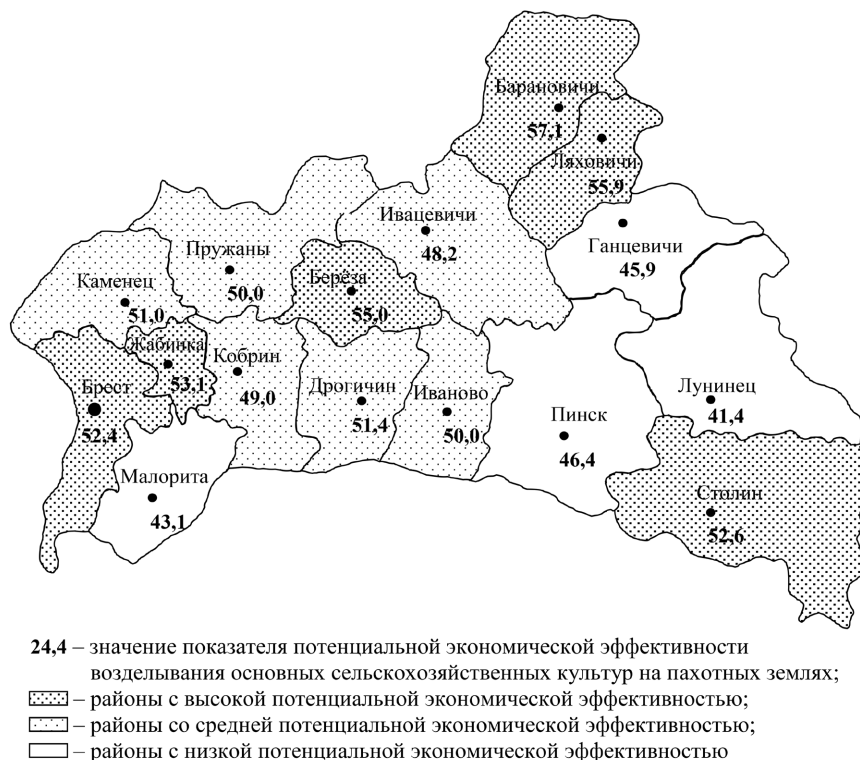 Барановичи
57,1
Ляховичи
55,9
Ивацевичи
48,2
Ганцевичи
45,9
Пружаны
50,0
Берёза
55,0
Каменец
51,0
Жабинка
53,1
Кобрин
49,0
Брест
52,4
Дрогичин
51,4
Иваново
50,0
Пинск
46,4
Лунинец
41,4
Малорита
43,1
Столин
52,6
24,4 – значение показателя потенциальной экономической эффективности
возделывания основных сельскохозяйственных культур на пахотных землях;
– районы с высокой потенциальной экономической эффективностью;
– районы со средней потенциальной экономической эффективностью;
– районы с низкой потенциальной экономической эффективностью